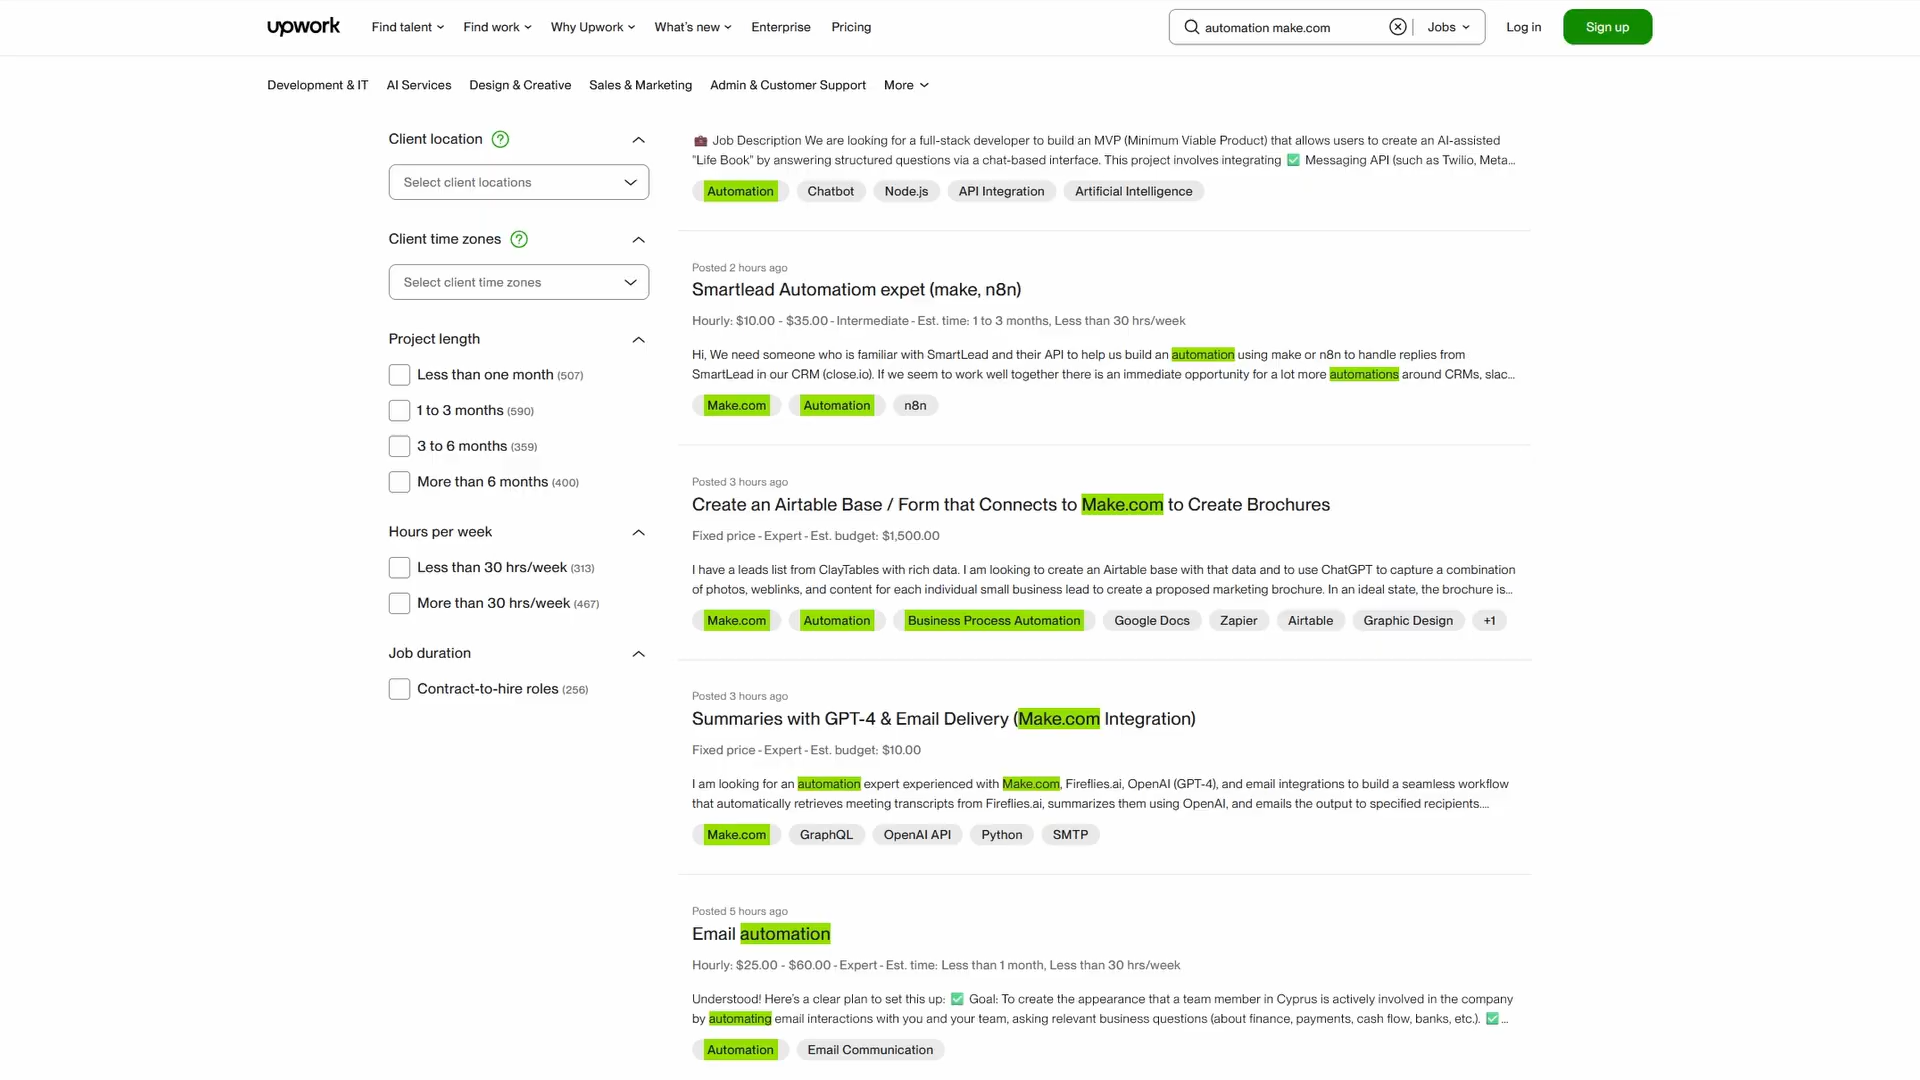 upwork
Find talent
Find work
Why Upwork
What's new
Enterprise
Pricing
automation make.com
Jobs
Log in
Sign up
Development & IT
AI Services
Design & Creative
Sales & Marketing
Admin & Customer Support
More
Client location
Select client locations
Client time zones
Select client time zones
Project length
Less than one month (507)
1 to 3 months (590)
3 to 6 months (359)
More than 6 months (400)
Hours per week
Less than 30 hrs/week (313)
More than 30 hrs/week (467)
Job duration
Contract-to-hire roles (256)
💼 Job Description We are looking for a full-stack developer to build an MVP (Minimum Viable Product) that allows users to create an AI-assisted
"Life Book" by answering structured questions via a chat-based interface. This project involves integrating ✅ Messaging API (such as Twilio, Meta...
Automation
Chatbot
Node.js
API Integration
Artificial Intelligence
Posted 2 hours ago
Smartlead Automatiom expet (make, n8n)
Hourly: $10.00 - $35.00 - Intermediate - Est. time: 1 to 3 months, Less than 30 hrs/week
Hi, We need someone who is familiar with SmartLead and their API to help us build an automation using make or n8n to handle replies from
SmartLead in our CRM (close.io). If we seem to work well together there is an immediate opportunity for a lot more automations around CRMs, slac...
Make.com
Automation
n8n
Posted 3 hours ago
Create an Airtable Base / Form that Connects to Make.com to Create Brochures
Fixed price - Expert - Est. budget: $1,500.00
I have a leads list from ClayTables with rich data. I am looking to create an Airtable base with that data and to use ChatGPT to capture a combination
of photos, weblinks, and content for each individual small business lead to create a proposed marketing brochure. In an ideal state, the brochure is...
Make.com
Automation
Business Process Automation
Google Docs
Zapier
Airtable
Graphic Design
+1
Posted 3 hours ago
Summaries with GPT-4 & Email Delivery (Make.com Integration)
Fixed price - Expert - Est. budget: $10.00
I am looking for an automation expert experienced with Make.com, Fireflies.ai, OpenAI (GPT-4), and email integrations to build a seamless workflow
that automatically retrieves meeting transcripts from Fireflies.ai, summarizes them using OpenAI, and emails the output to specified recipients....
Make.com
GraphQL
OpenAI API
Python
SMTP
Posted 5 hours ago
Email automation
Hourly: $25.00 - $60.00 - Expert - Est. time: Less than 1 month, Less than 30 hrs/week
Understood! Here's a clear plan to set this up: ✅ Goal: To create the appearance that a team member in Cyprus is actively involved in the company
by automating email interactions with you and your team, asking relevant business questions (about finance, payments, cash flow, banks, etc.). ✅ ...
Automation
Email Communication